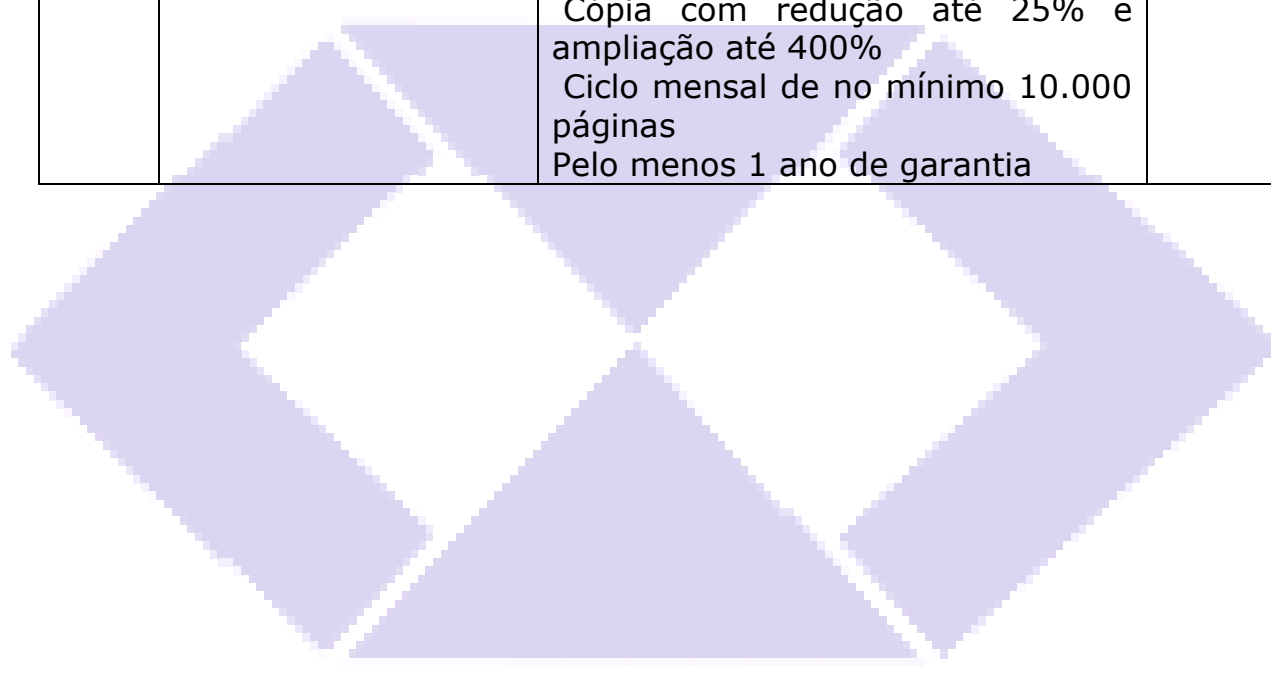 Cópia com redução até 25% e
ampliação até 400%
Ciclo mensal de no mínimo 10.000
páginas
Pelo menos 1 ano de garantia